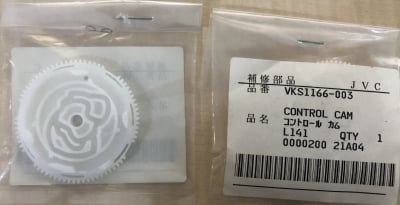 補修部品 JVC
品番 VKS1166-003
品名 CONTROL CAM
コントロール カム
L141 QTY 1
0000200 21A04